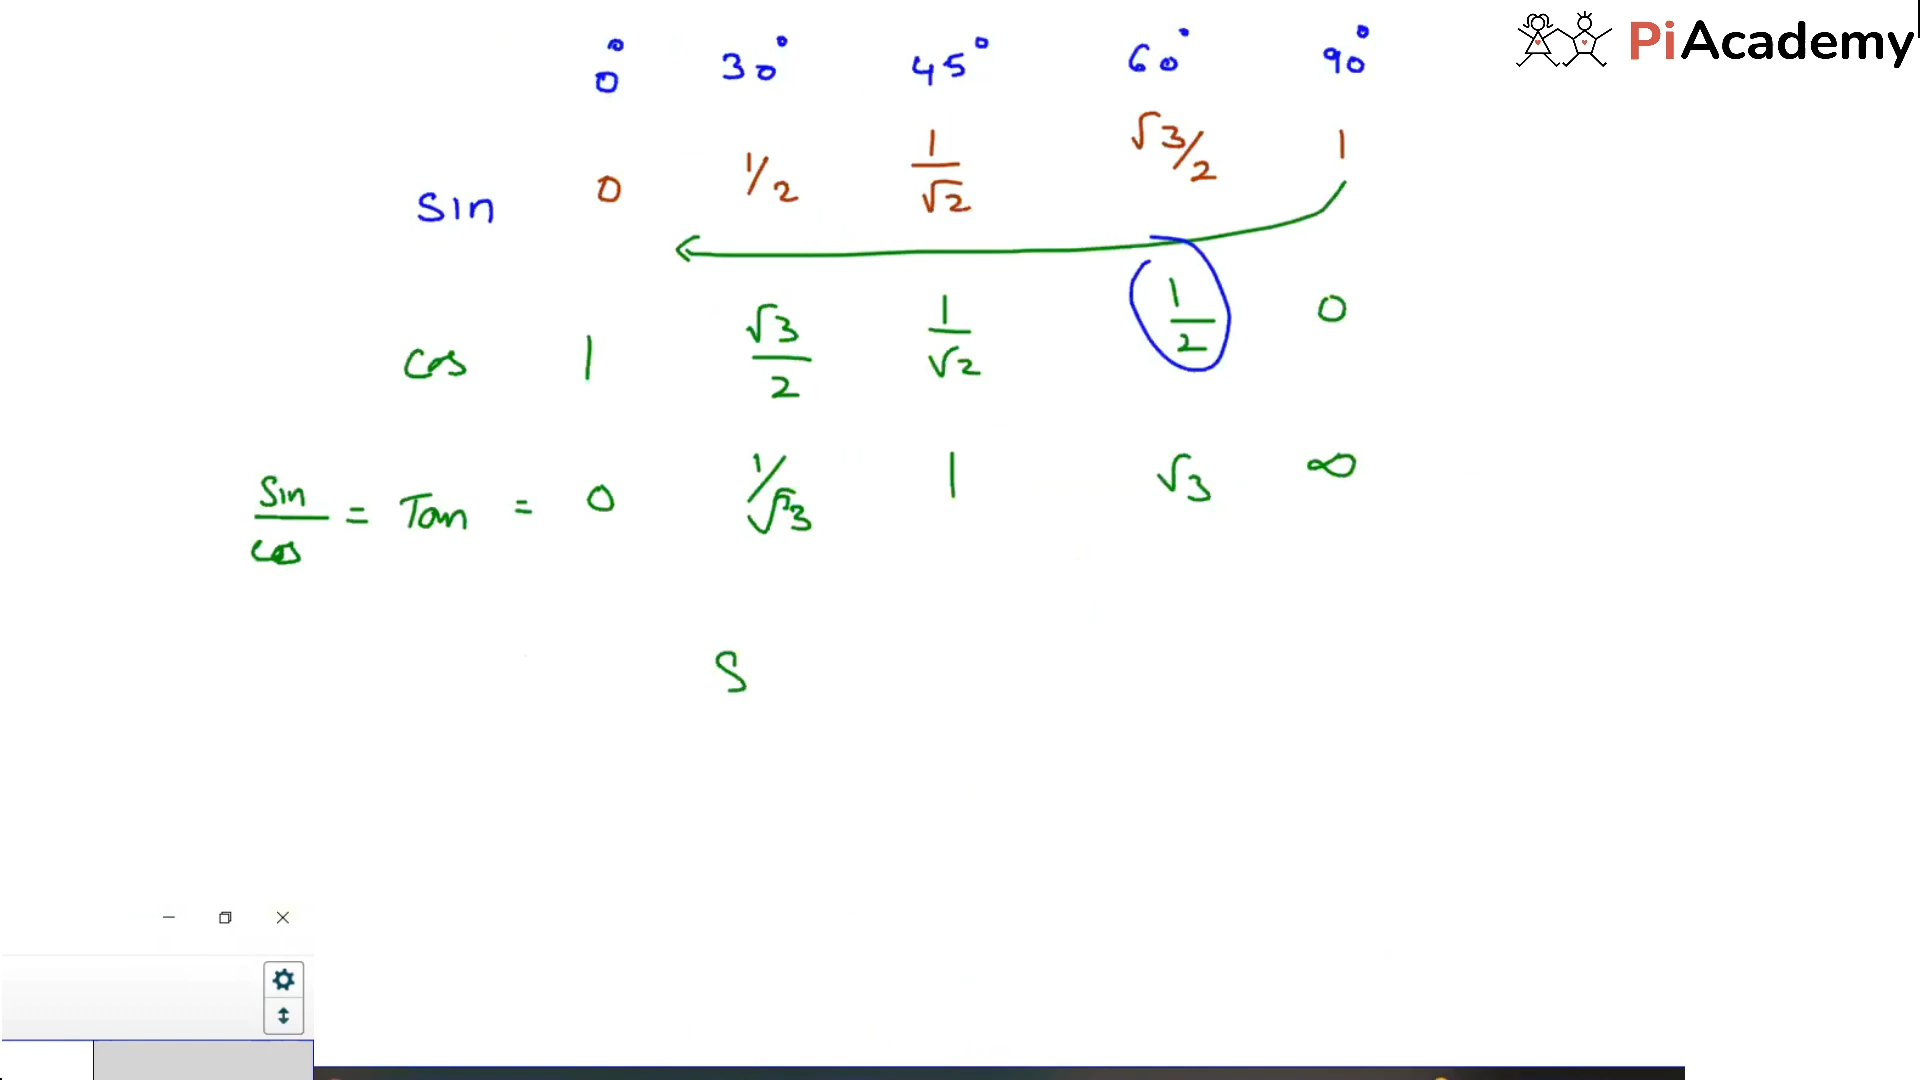 PiAcademy
0° 30° 45° 60° 90°
sin 0 1/2 1/√2 √3/2 1
cos 1 √3/2 1/√2 1/2 0
sin/cos = Tan = 0 1/√3 1 √3 ∞
S